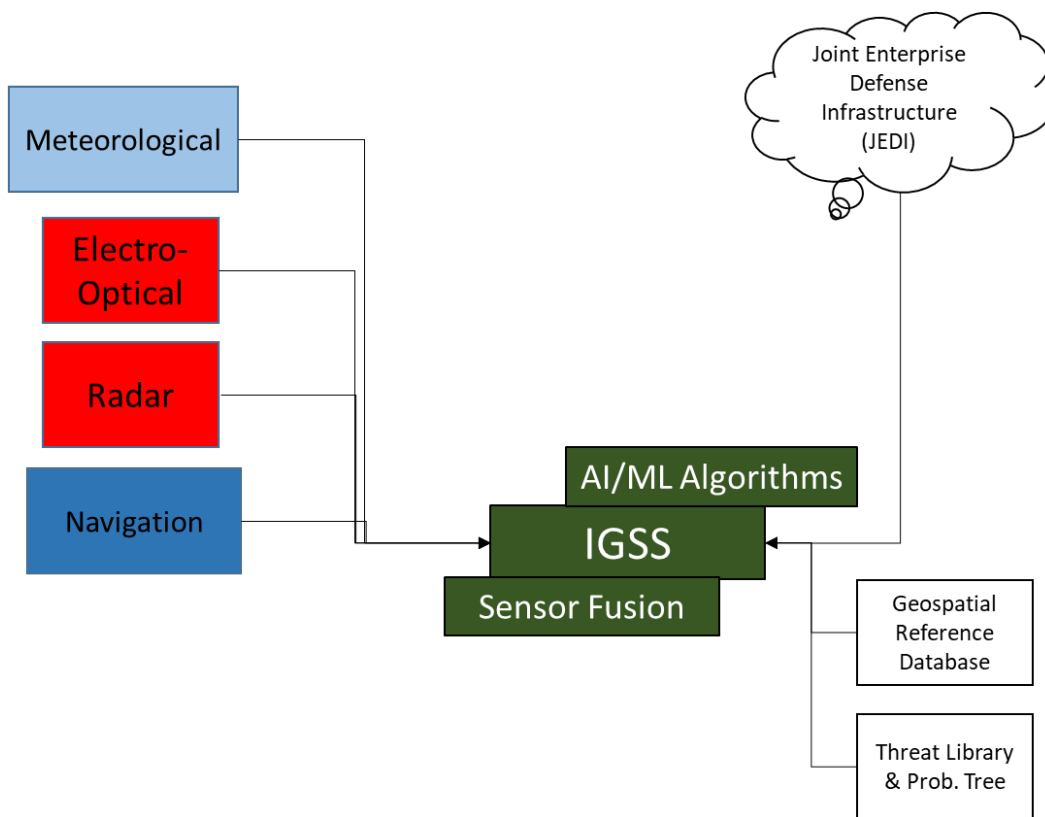 Joint Enterprise
Defense
Infrastructure
(JEDI)
Meteorological
Electro-
Optical
Radar
Navigation
AI/ML Algorithms
IGSS
Sensor Fusion
Geospatial
Reference
Database
Threat Library
& Prob. Tree